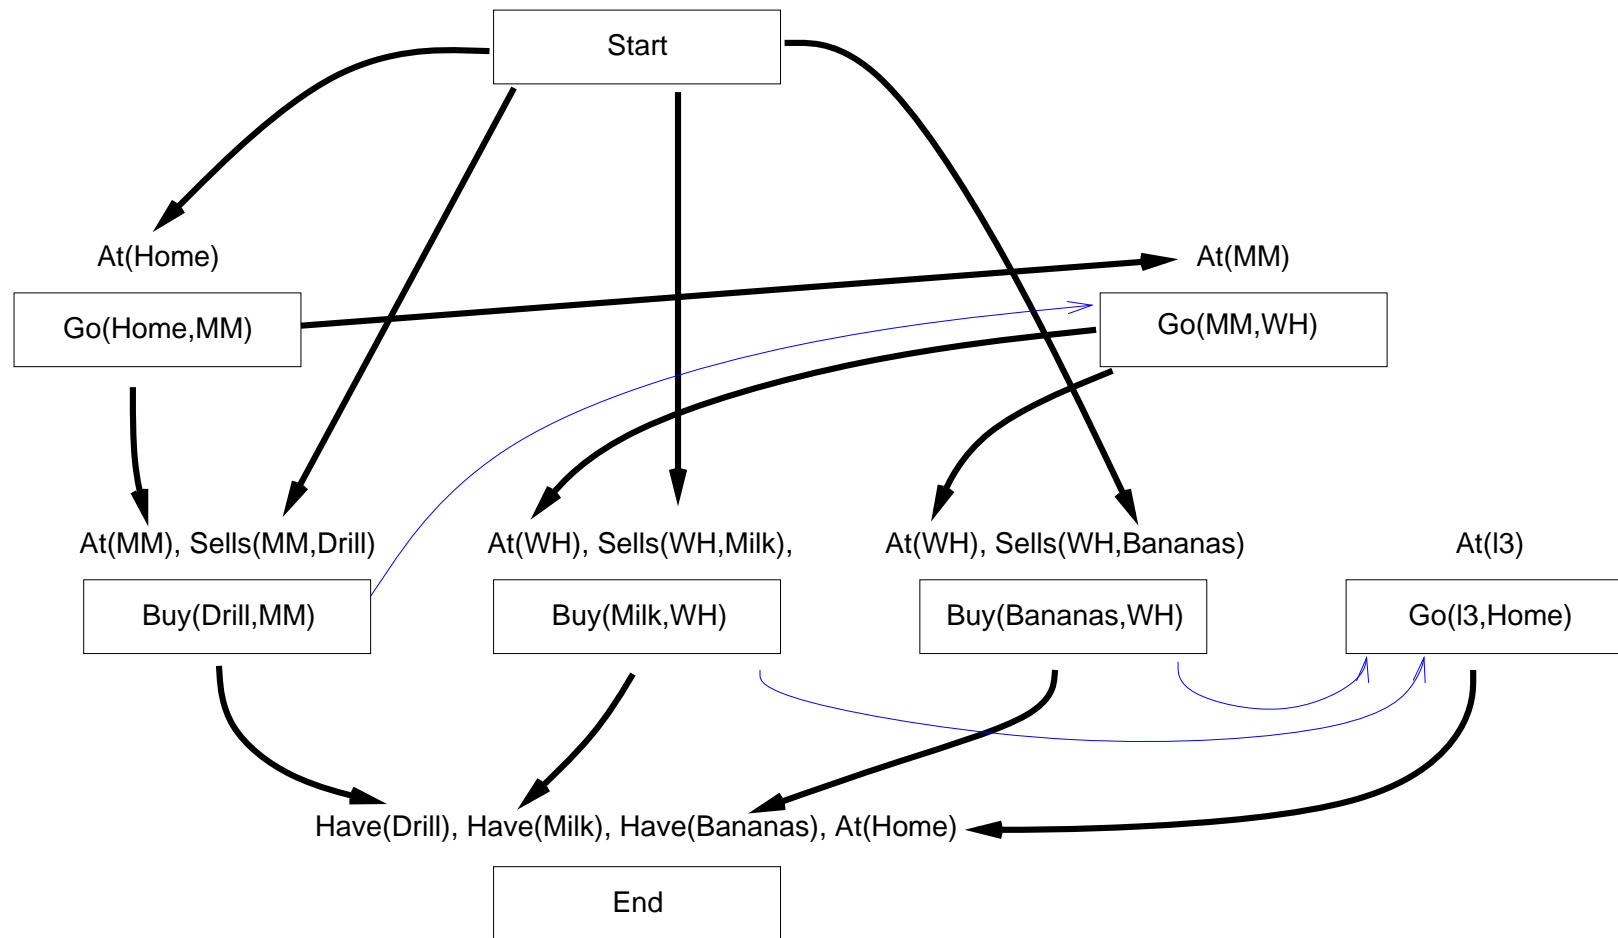 Start
At(Home)
At(MM)
Go(Home,MM)
Go(MM,WH)
At(MM), Sells(MM,Drill)
At(WH), Sells(WH,Milk),
At(WH), Sells(WH,Bananas)
At(l3)
Buy(Drill,MM)
Buy(Milk,WH)
Buy(Bananas,WH)
Go(l3,Home)
Have(Drill), Have(Milk), Have(Bananas), At(Home)
End